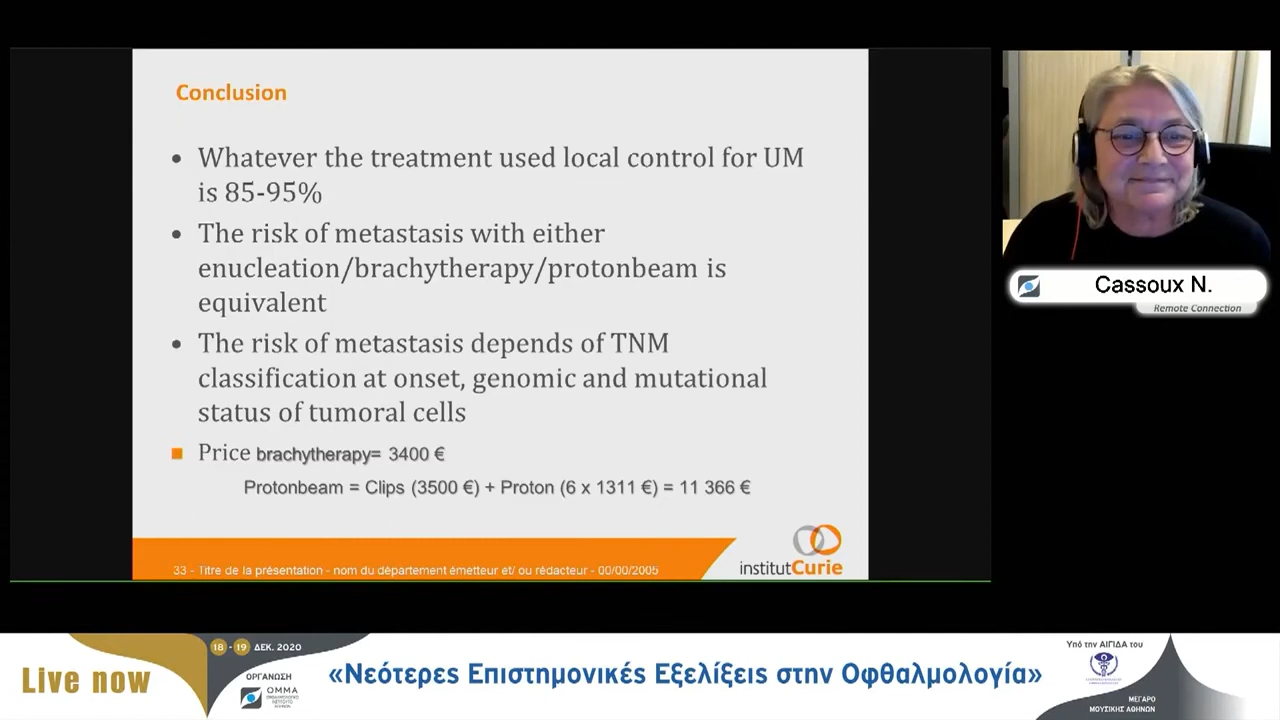 Conclusion
• Whatever the treatment used local control for UM
is 85-95%
• The risk of metastasis with either
enucleation/brachytherapy/protonbeam is
equivalent
• The risk of metastasis depends of TNM
classification at onset, genomic and mutational
status of tumoral cells
Price brachytherapy= 3400 €
Protonbeam = Clips (3500 €) + Proton (6 x 1311 €) = 11 366 €
33 - Titre de la présentation - nom du département émetteur et/ ou rédacteur - 00/00/2005
institutCurie
Cassoux N.
Remote Connection
Live now
18 - 19 ΔΕΚ. 2020
ΟΡΓΑΝΩΣΗ
ΟΜΜΑ
«Νεότερες Επιστημονικές Εξελίξεις στην Οφθαλμολογία»
Υπό την ΑΙΓΙΔΑ του
ΜΕΓΑΡΟ
ΜΟΥΣΙΚΗΣ ΑΘΗΝΩΝ